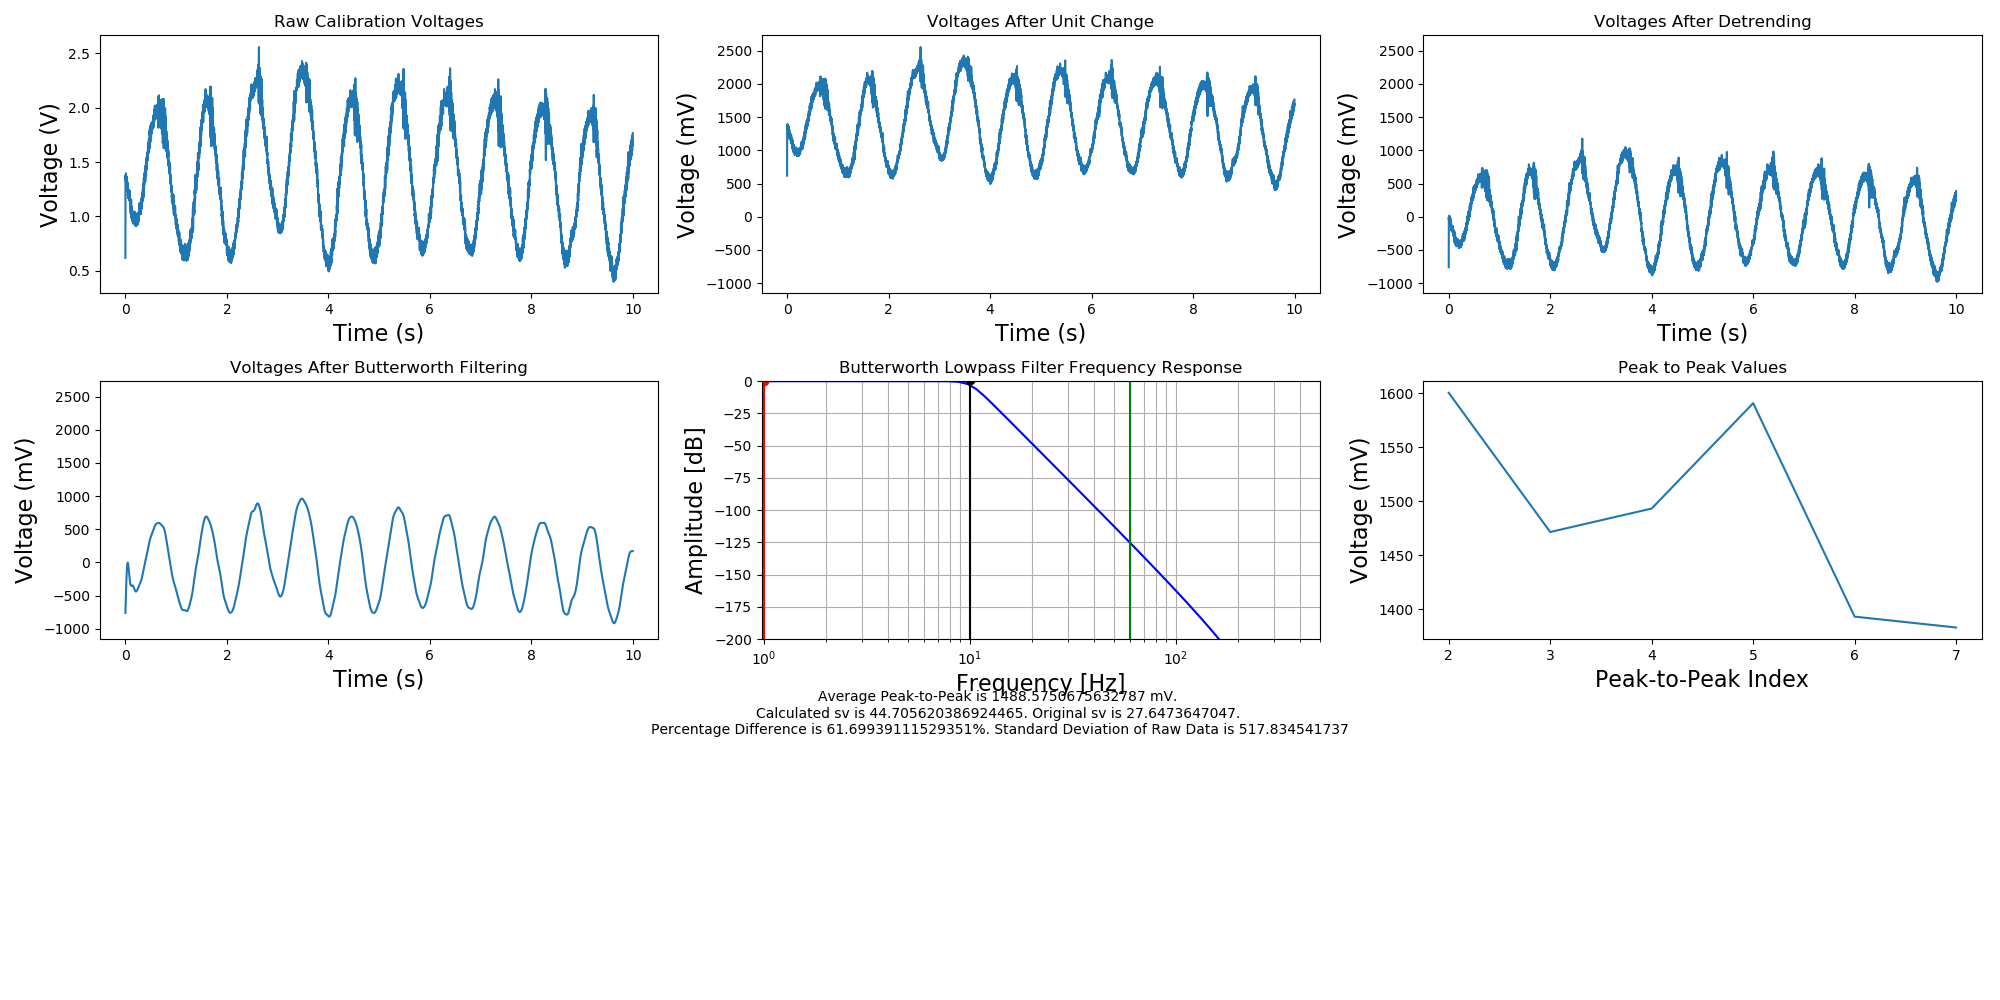 Raw Calibration Voltages
Voltage (V)
2.5
2.0
1.5
1.0
0.5
0 2 4 6 8 10
Time (s)
Voltages After Unit Change
Voltage (mV)
2500
2000
1500
1000
500
0
−500
−1000
0 2 4 6 8 10
Time (s)
Voltages After Detrending
Voltage (mV)
2500
2000
1500
1000
500
0
−500
−1000
0 2 4 6 8 10
Time (s)
Voltages After Butterworth Filtering
Voltage (mV)
2500
2000
1500
1000
500
0
−500
−1000
0 2 4 6 8 10
Time (s)
Butterworth Lowpass Filter Frequency Response
Amplitude [dB]
0
−25
−50
−75
−100
−125
−150
−175
−200
10⁰ 10¹ 10²
Frequency [Hz]
Peak to Peak Values
Voltage (mV)
1600
1550
1500
1450
1400
2 3 4 5 6 7
Peak-to-Peak Index
Average Peak-to-Peak is 1488.5750675632787 mV.
Calculated sv is 44.705620386924465. Original sv is 27.6473647047.
Percentage Difference is 61.69939111529351%. Standard Deviation of Raw Data is 517.834541737